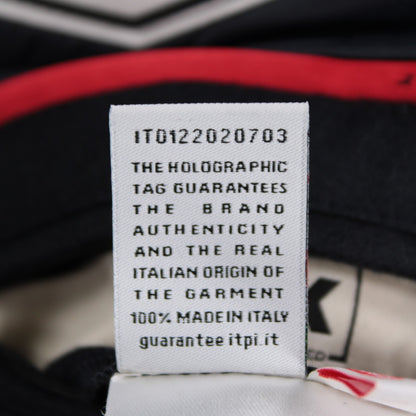 IT0122020703
THE HOLOGRAPHIC
TAG GUARANTEES
THE BRAND
AUTHENTICITY
AND THE REAL
ITALIAN ORIGIN OF
THE GARMENT
100% MADE IN ITALY
guarantee itpi.it